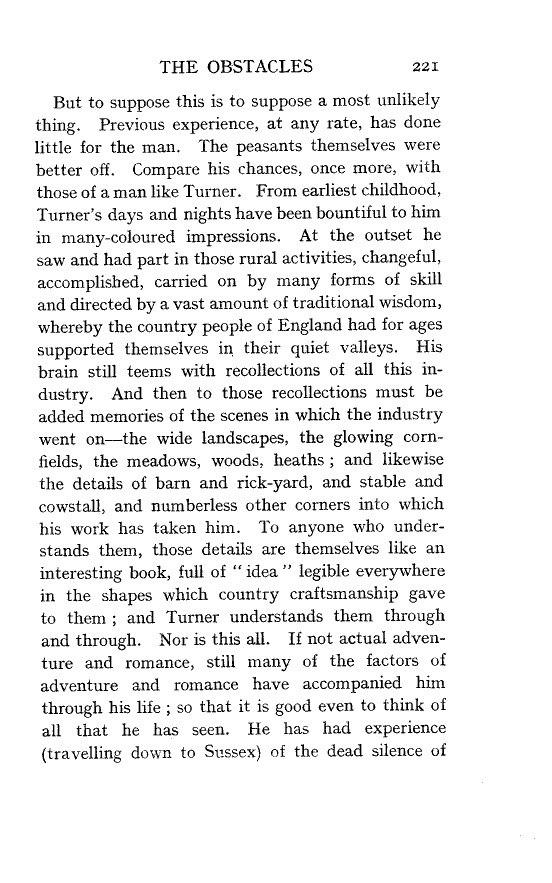 THE OBSTACLES 221
But to suppose this is to suppose a most unlikely
thing. Previous experience, at any rate, has done
little for the man. The peasants themselves were
better off. Compare his chances, once more, with
those of a man like Turner. From earliest childhood,
Turner's days and nights have been bountiful to him
in many-coloured impressions. At the outset he
saw and had part in those rural activities, changeful,
accomplished, carried on by many forms of skill
and directed by a vast amount of traditional wisdom,
whereby the country people of England had for ages
supported themselves in their quiet valleys. His
brain still teems with recollections of all this in-
dustry. And then to those recollections must be
added memories of the scenes in which the industry
went on—the wide landscapes, the glowing corn-
fields, the meadows, woods, heaths ; and likewise
the details of barn and rick-yard, and stable and
cowstall, and numberless other corners into which
his work has taken him. To anyone who under-
stands them, those details are themselves like an
interesting book, full of " idea " legible everywhere
in the shapes which country craftsmanship gave
to them ; and Turner understands them through
and through. Nor is this all. If not actual adven-
ture and romance, still many of the factors of
adventure and romance have accompanied him
through his life ; so that it is good even to think of
all that he has seen. He has had experience
(travelling down to Sussex) of the dead silence of